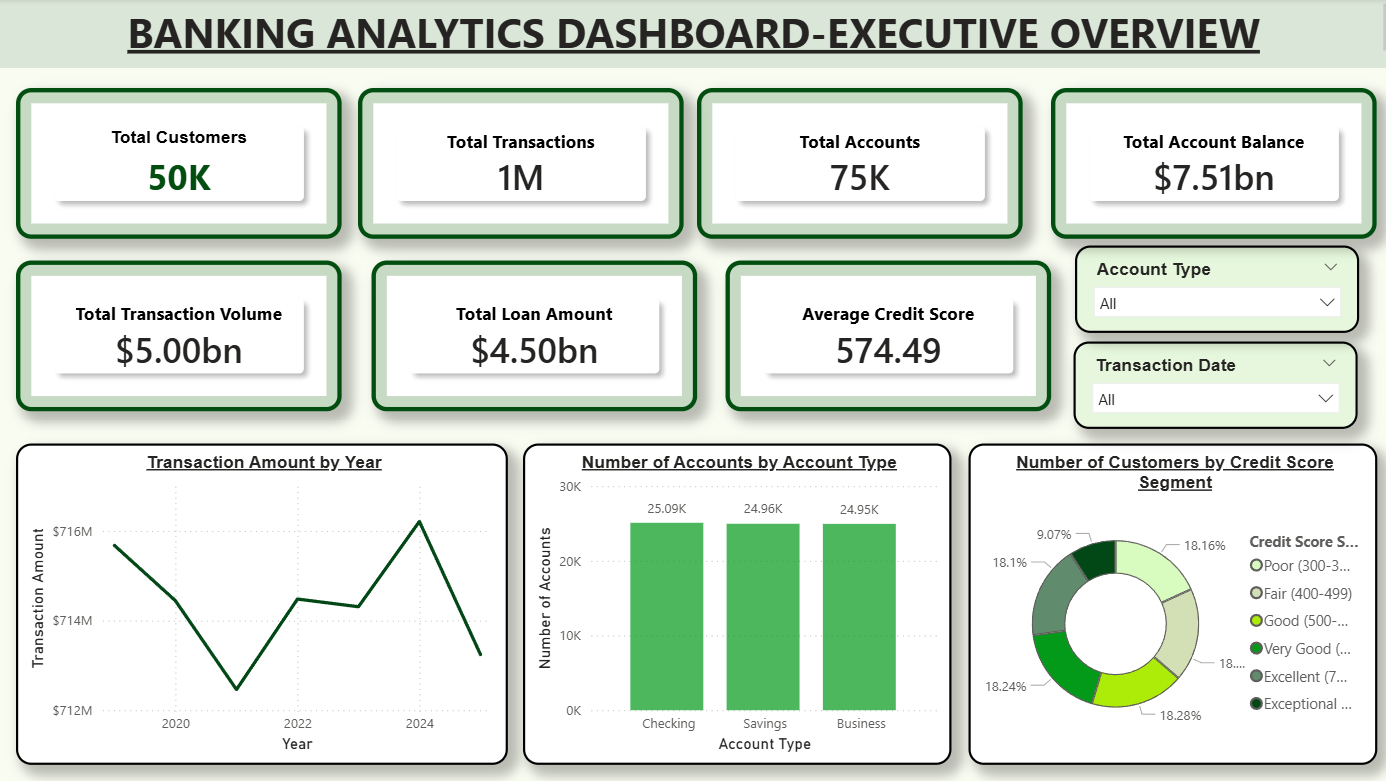 BANKING ANALYTICS DASHBOARD-EXECUTIVE OVERVIEW
Total Customers
50K
Total Transactions
1M
Total Accounts
75K
Total Account Balance
$7.51bn
Total Transaction Volume
$5.00bn
Total Loan Amount
$4.50bn
Average Credit Score
574.49
Account Type
All
Transaction Date
All
Transaction Amount by Year
Transaction Amount
$716M
$714M
$712M
2020
2022
2024
Year
Number of Accounts by Account Type
Number of Accounts
30K
20K
10K
0K
25.09K
24.96K
24.95K
Checking
Savings
Business
Account Type
Number of Customers by Credit Score
Segment
9.07%
18.16%
18.1%
18....
18.24%
18.28%
Credit Score S...
Poor (300-3...
Fair (400-499)
Good (500-...
Very Good (...
Excellent (7...
Exceptional ...